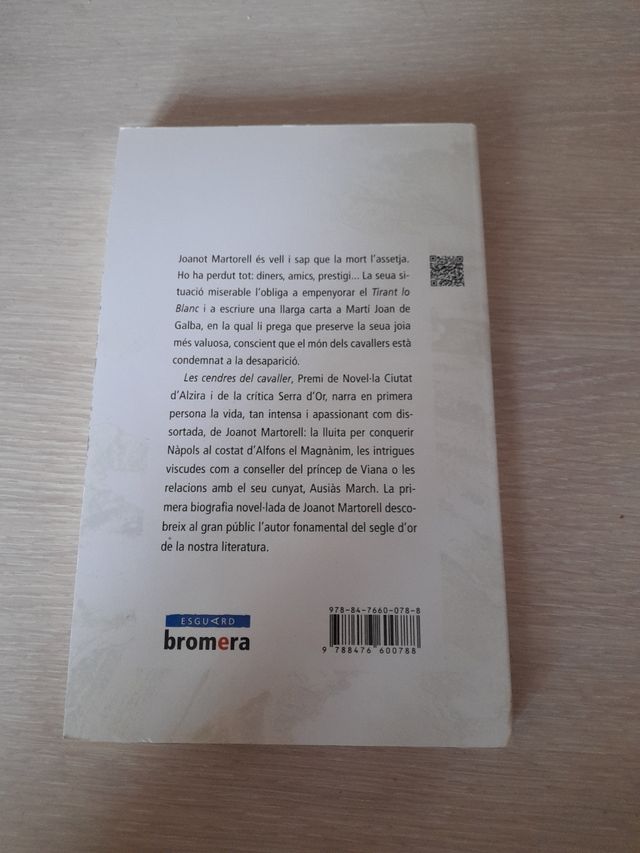 Joanot Martorell és vell i sap que la mort l'assetja.
Ho ha perdut tot: diners, amics, prestigi... La seua si-
tuació miserable l'obliga a empenyorar el Tirant lo
Blanc i a escriure una llarga carta a Martí Joan de
Galba, en la qual li prega que preserve la seua joia
més valuosa, conscient que el món dels cavallers està
condemnat a la desaparició.
Les cendres del cavaller, Premi de Novel·la Ciutat
d'Alzira i de la crítica Serra d'Or, narra en primera
persona la vida, tan intensa i apassionant com dis-
sortada, de Joanot Martorell: la lluita per conquerir
Nàpols al costat d'Alfons el Magnànim, les intrigues
viscudes com a conseller del príncep de Viana o les
relacions amb el seu cunyat, Ausiàs March. La pri-
mera biografia novel·lada de Joanot Martorell desco-
breix al gran públic l'autor fonamental del segle d'or
de la nostra literatura.
ESGUARD
bromera
978-84-7660-078-8
9 788476 600788